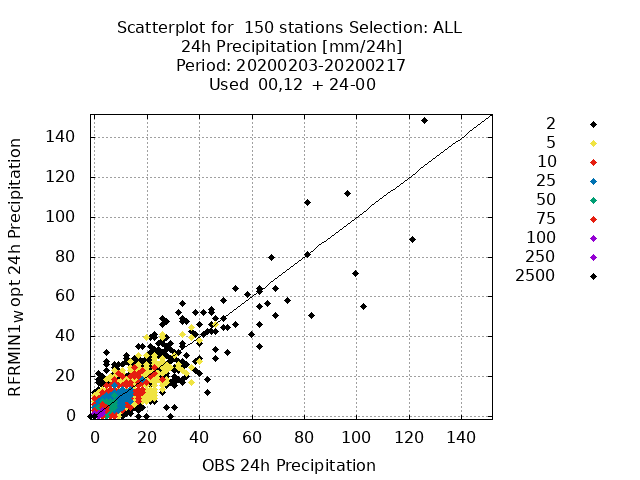 Scatterplot for  150 stations Selection: ALL
24h Precipitation [mm/24h]
Period: 20200203-20200217
Used  00,12  + 24-00
RFRMIN1W opt 24h Precipitation
140
120
100
80
60
40
20
0
0 20 40 60 80 100 120 140
OBS 24h Precipitation
2
5
10
25
50
75
100
250
2500